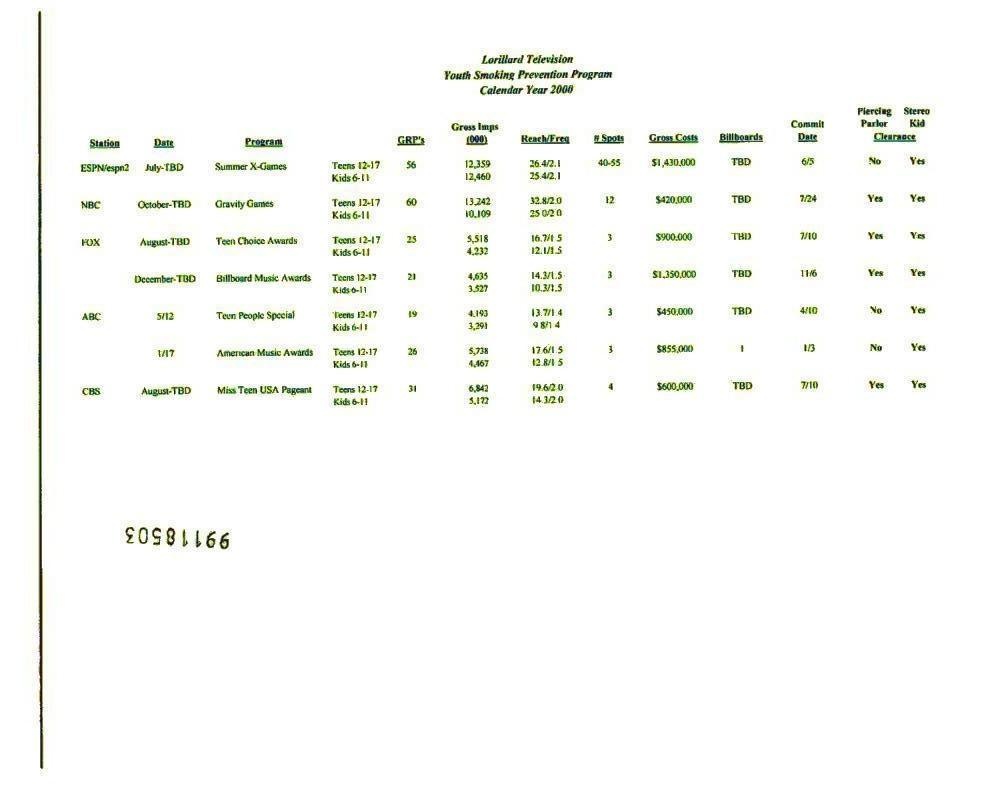 Lorillard Television
Youth Smoking Prevention Program
Calendar Year 2000
Piercing Stereo
Gross Imps Commit Parlor Kid
Station Date Program GRP's (000) Reach/Freq # Spots Gross Costs Billboards Date Clearance
ESPN/espn2 July-TBD Summer X-Games Teens 12-17 56 12,359 26.4/2.1 40-55 $1,430,000 TBD 6/5 No Yes
Kids 6-11 12,460 25.4/2.1
NBC October-TBD Gravity Games Teens 12-17 60 13,242 32.8/2.0 12 $420,000 TBD 7/24 Yes Yes
Kids 6-11 10,109 25.0/2.0
FOX August-TBD Teen Choice Awards Teens 12-17 25 5,518 16.7/1.5 3 $900,000 TBD 7/10 Yes Yes
Kids 6-11 4,232 12.1/1.5
December-TBD Billboard Music Awards Teens 12-17 21 4,635 14.3/1.5 3 $1,350,000 TBD 11/6 Yes Yes
Kids 6-11 3,527 10.3/1.5
ABC 5/12 Teen People Special Teens 12-17 19 4,193 13.7/1.4 3 $450,000 TBD 4/10 No Yes
Kids 6-11 3,291 9.8/1.4
1/17 American Music Awards Teens 12-17 26 5,738 17.6/1.5 3 $855,000 1 1/3 No Yes
Kids 6-11 4,467 12.8/1.5
CBS August-TBD Miss Teen USA Pageant Teens 12-17 31 6,842 19.6/2.0 4 $600,000 TBD 7/10 Yes Yes
Kids 6-11 5,172 14.3/2.0
99118503